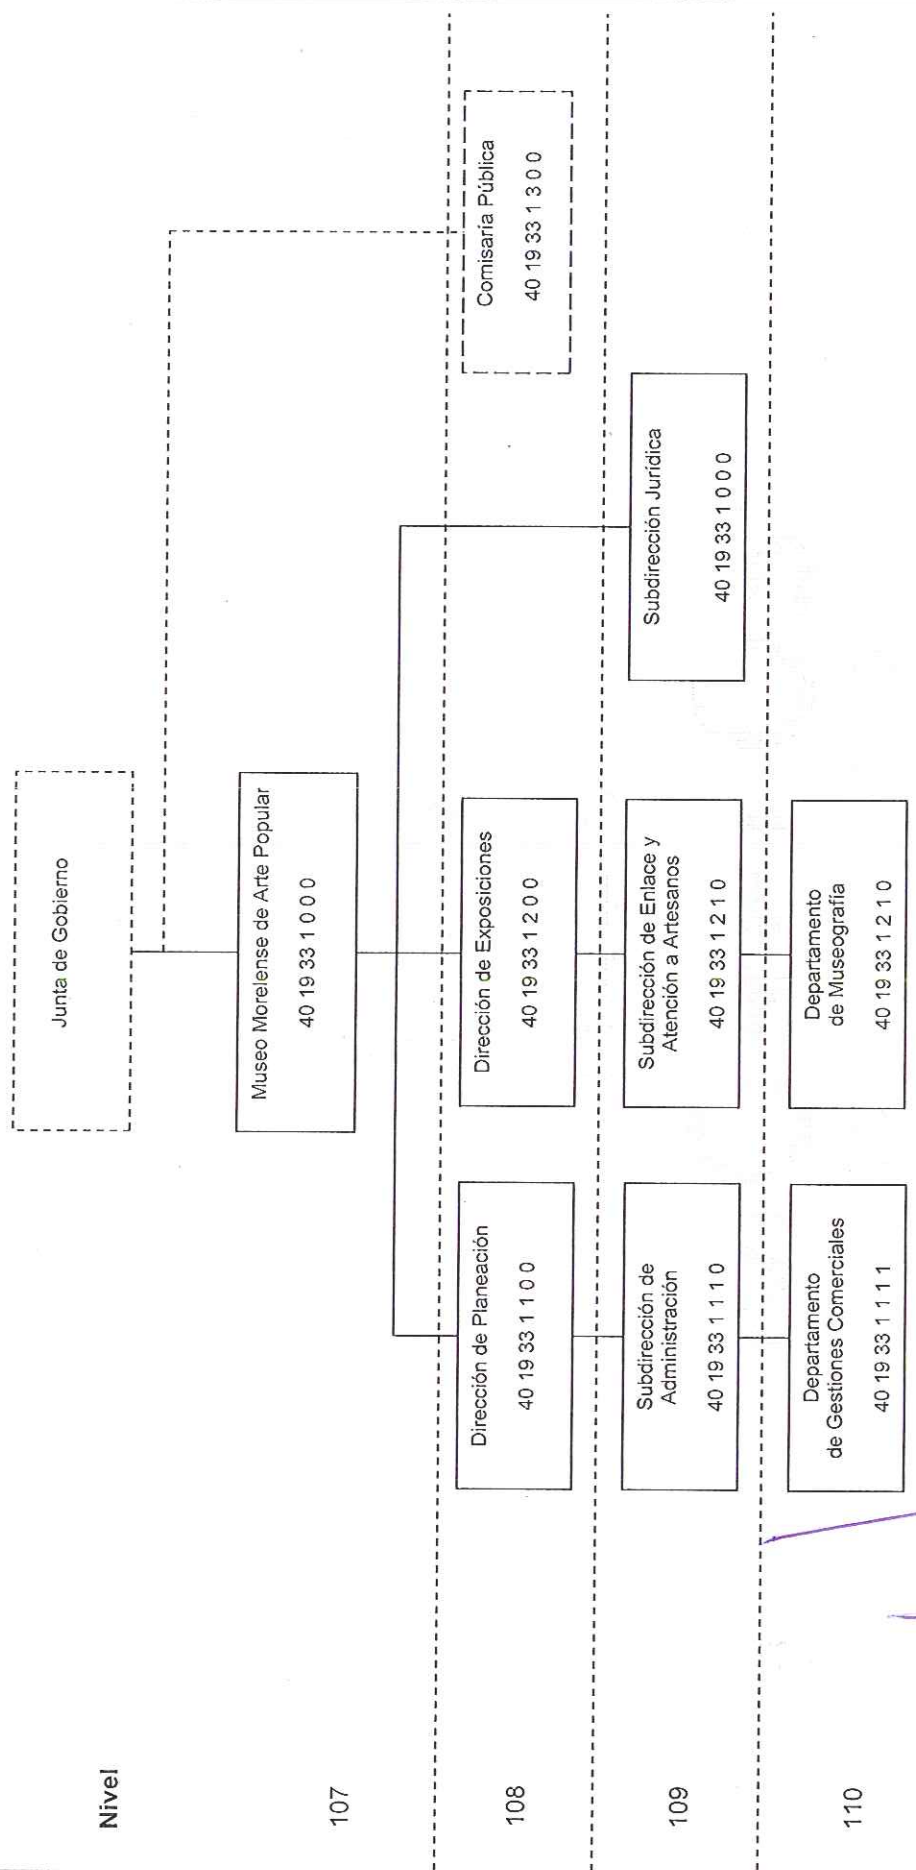 Junta de Gobierno
Nivel
Museo Morelense de Arte Popular
40 19 33 1 0 0 0
107
Dirección de Planeación
40 19 33 1 1 0 0
Dirección de Exposiciones
40 19 33 1 2 0 0
Comisaría Pública
40 19 33 1 3 0 0
108
Subdirección de
Administración
40 19 33 1 1 1 0
Subdirección de Enlace y
Atención a Artesanos
40 19 33 1 2 1 0
Subdirección Jurídica
40 19 33 1 0 0 0
109
Departamento
de Gestiones Comerciales
40 19 33 1 1 1 1
Departamento
de Museografía
40 19 33 1 2 1 0
110